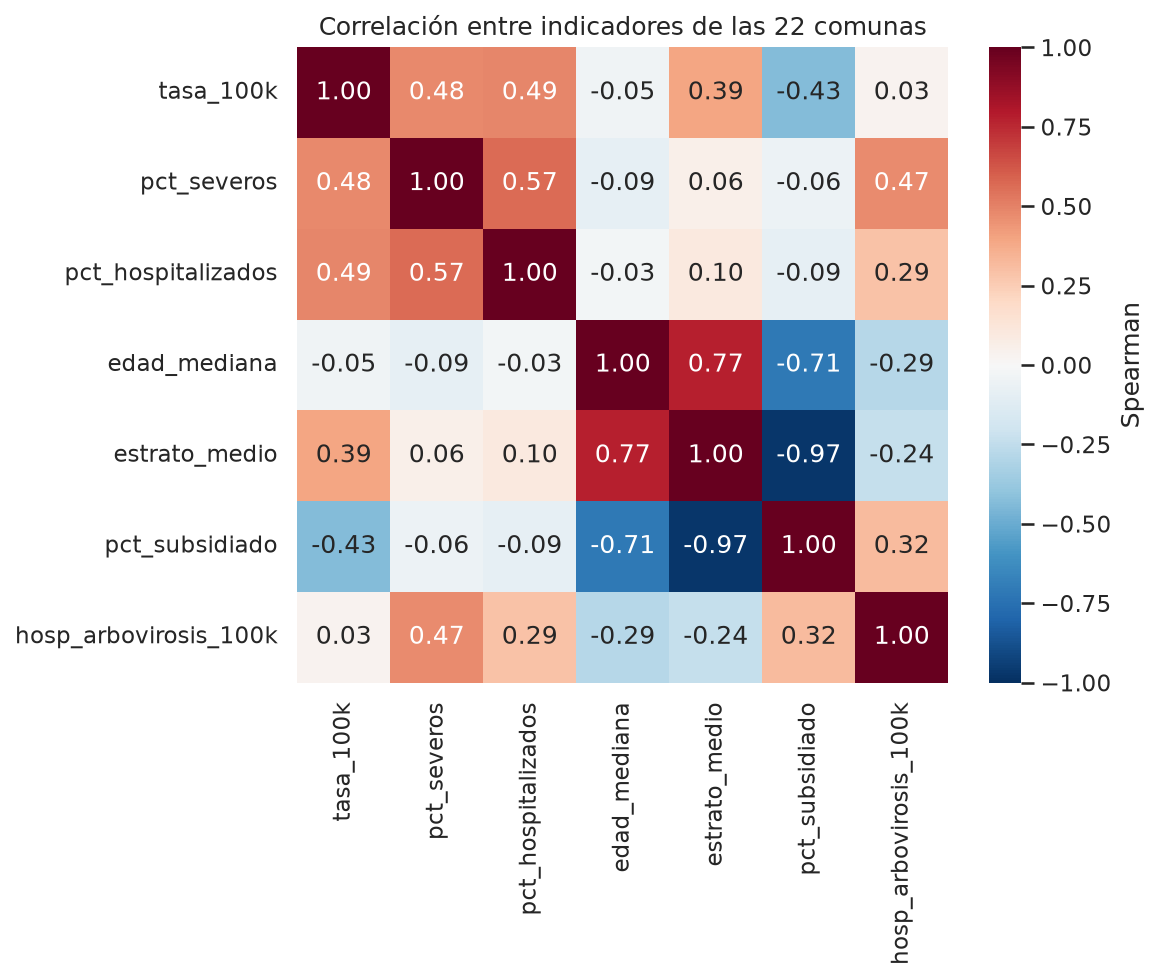 Correlación entre indicadores de las 22 comunas
tasa_100k 1.00 0.48 0.49 -0.05 0.39 -0.43 0.03
pct_severos 0.48 1.00 0.57 -0.09 0.06 -0.06 0.47
pct_hospitalizados 0.49 0.57 1.00 -0.03 0.10 -0.09 0.29
edad_mediana -0.05 -0.09 -0.03 1.00 0.77 -0.71 -0.29
estrato_medio 0.39 0.06 0.10 0.77 1.00 -0.97 -0.24
pct_subsidiado -0.43 -0.06 -0.09 -0.71 -0.97 1.00 0.32
hosp_arbovirosis_100k 0.03 0.47 0.29 -0.29 -0.24 0.32 1.00
tasa_100k
pct_severos
pct_hospitalizados
edad_mediana
estrato_medio
pct_subsidiado
hosp_arbovirosis_100k
1.00
0.75
0.50
0.25
0.00
−0.25
−0.50
−0.75
−1.00
Spearman